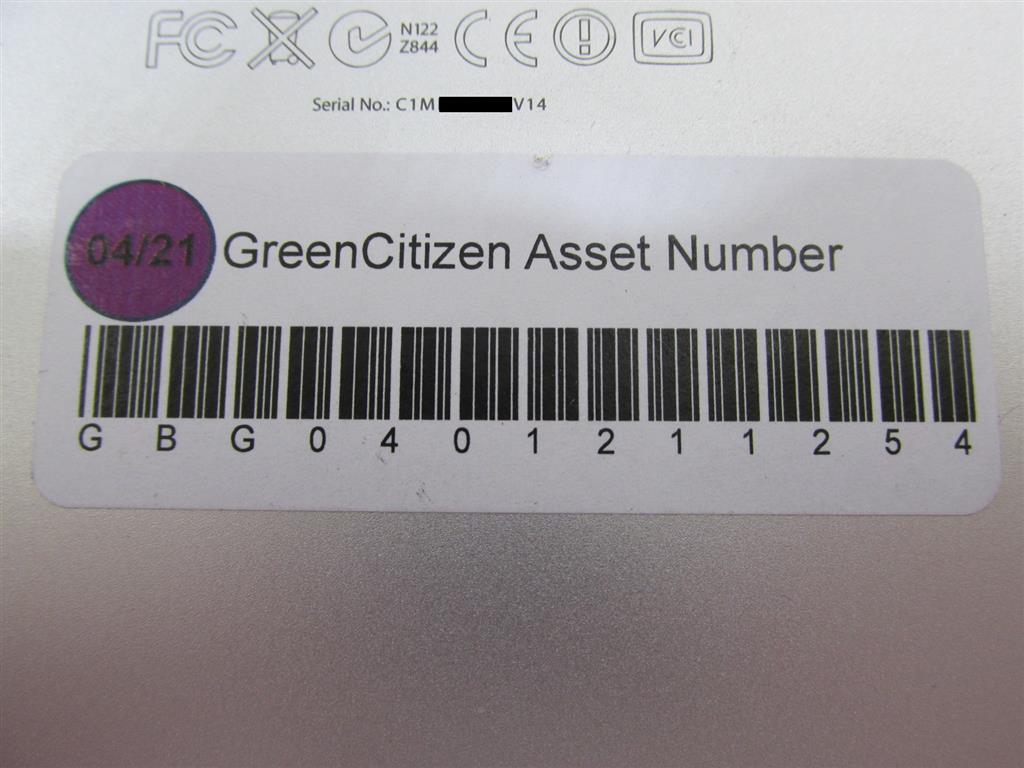 FC CE VCI
N122
Z844
Serial No.: C1M V14
04/21 GreenCitizen Asset Number
GBG0401211254